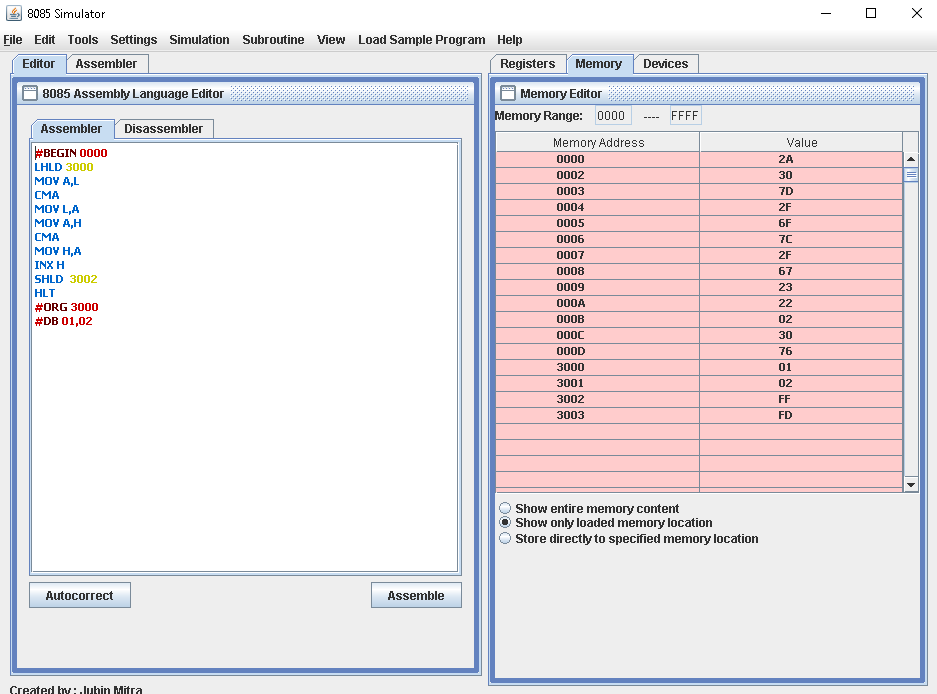 8085 Simulator
File Edit Tools Settings Simulation Subroutine View Load Sample Program Help
Editor Assembler
8085 Assembly Language Editor
Assembler Disassembler
#BEGIN 0000
LHLD 3000
MOV A,L
CMA
MOV L,A
MOV A,H
CMA
MOV H,A
INX H
SHLD 3002
HLT
#ORG 3000
#DB 01,02
Autocorrect Assemble
Created by : Jubin Mitra
Registers Memory Devices
Memory Editor
Memory Range: 0000 ---- FFFF
Memory Address Value
0000 2A
0002 30
0003 7D
0004 2F
0005 6F
0006 7C
0007 2F
0008 67
0009 23
000A 22
000B 02
000C 30
000D 76
3000 01
3001 02
3002 FF
3003 FD
Show entire memory content
Show only loaded memory location
Store directly to specified memory location